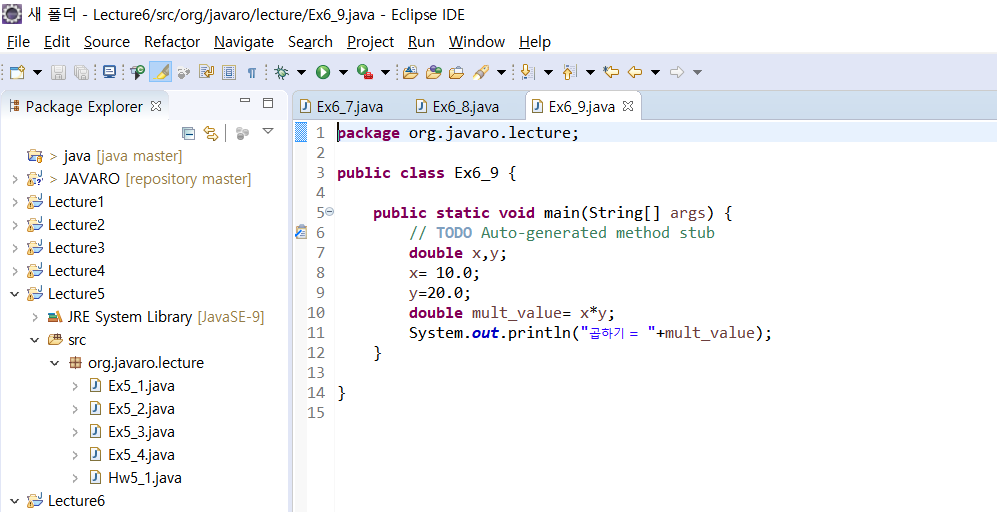 새 폴더 - Lecture6/src/org/javaro/lecture/Ex6_9.java - Eclipse IDE
File Edit Source Refactor Navigate Search Project Run Window Help
Package Explorer
> java [java master]
> JAVARO [repository master]
Lecture1
Lecture2
Lecture3
Lecture4
Lecture5
JRE System Library [JavaSE-9]
src
org.javaro.lecture
Ex5_1.java
Ex5_2.java
Ex5_3.java
Ex5_4.java
Hw5_1.java
Lecture6
Ex6_7.java Ex6_8.java Ex6_9.java
1 package org.javaro.lecture;
2
3 public class Ex6_9 {
4
5 public static void main(String[] args) {
6 // TODO Auto-generated method stub
7 double x,y;
8 x= 10.0;
9 y=20.0;
10 double mult_value= x*y;
11 System.out.println("곱하기 = "+mult_value);
12 }
13
14 }
15